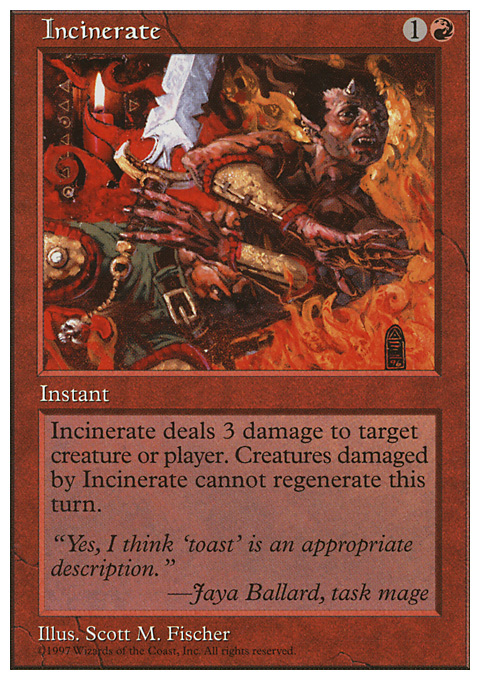 Incinerate 1
Instant
Incinerate deals 3 damage to target
creature or player. Creatures damaged
by Incinerate cannot regenerate this
turn.
“Yes, I think ‘toast’ is an appropriate
description.”
—Jaya Ballard, task mage
Illus. Scott M. Fischer
©1997 Wizards of the Coast, Inc. All rights reserved.